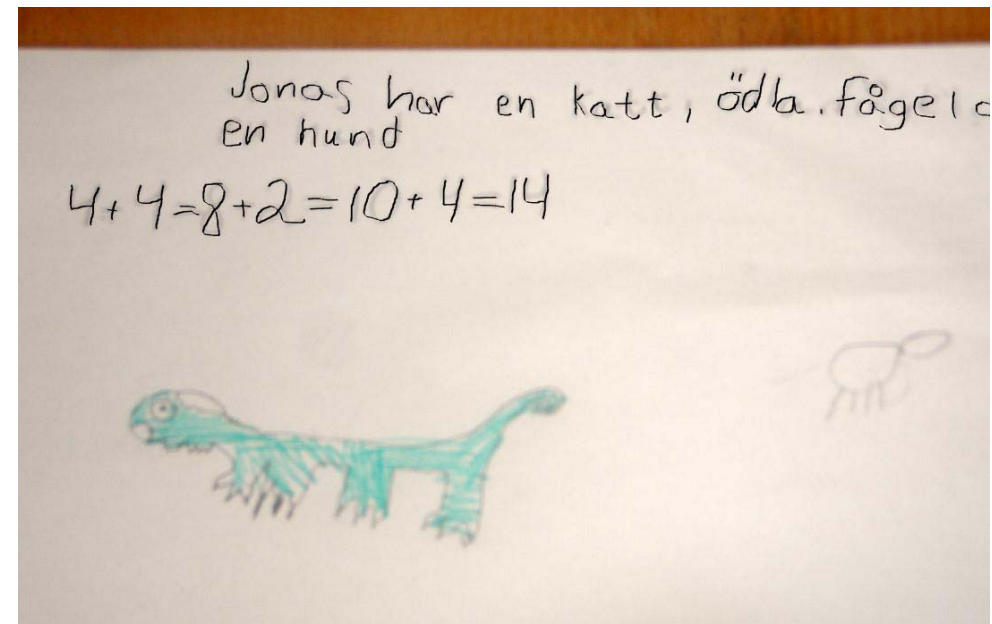 Jonas har en katt, ödla. fågel
en hund
4+4=8+2=10+4=14